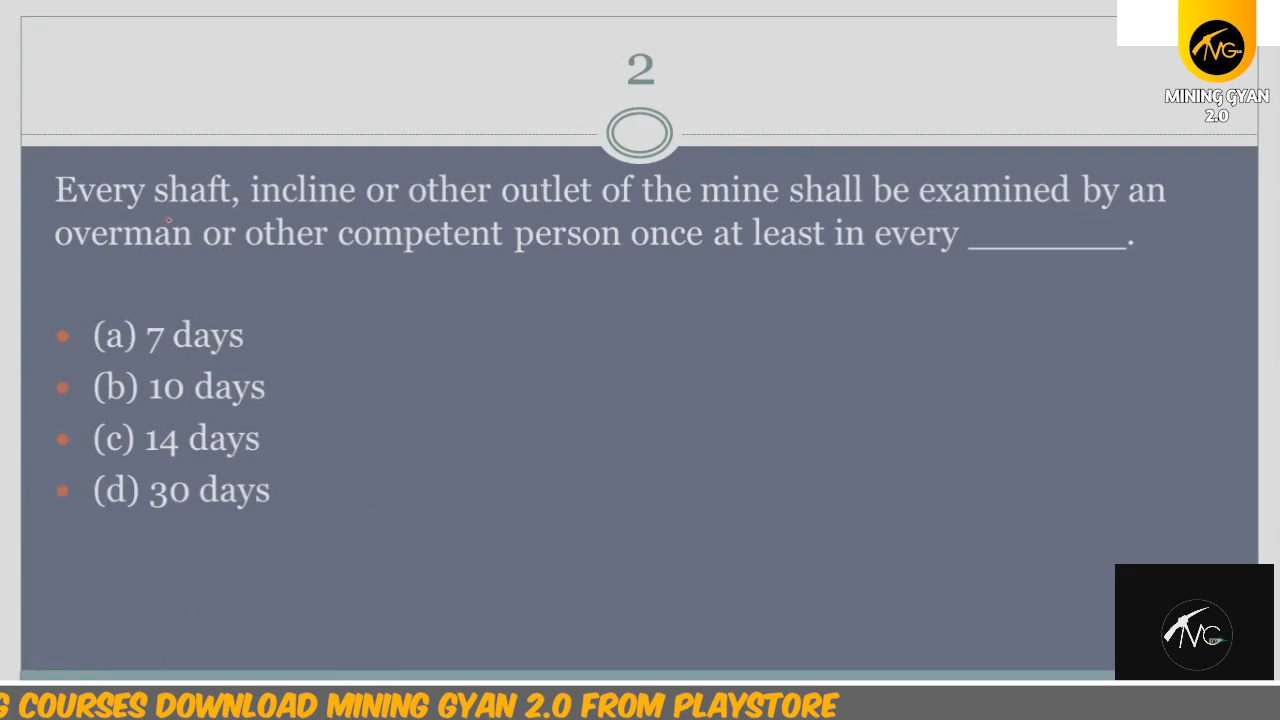 2
MINING GYAN
2.0
Every shaft, incline or other outlet of the mine shall be examined by an
overman or other competent person once at least in every _______.
(a) 7 days
(b) 10 days
(c) 14 days
(d) 30 days
G COURSES DOWNLOAD MINING GYAN 2.0 FROM PLAYSTORE